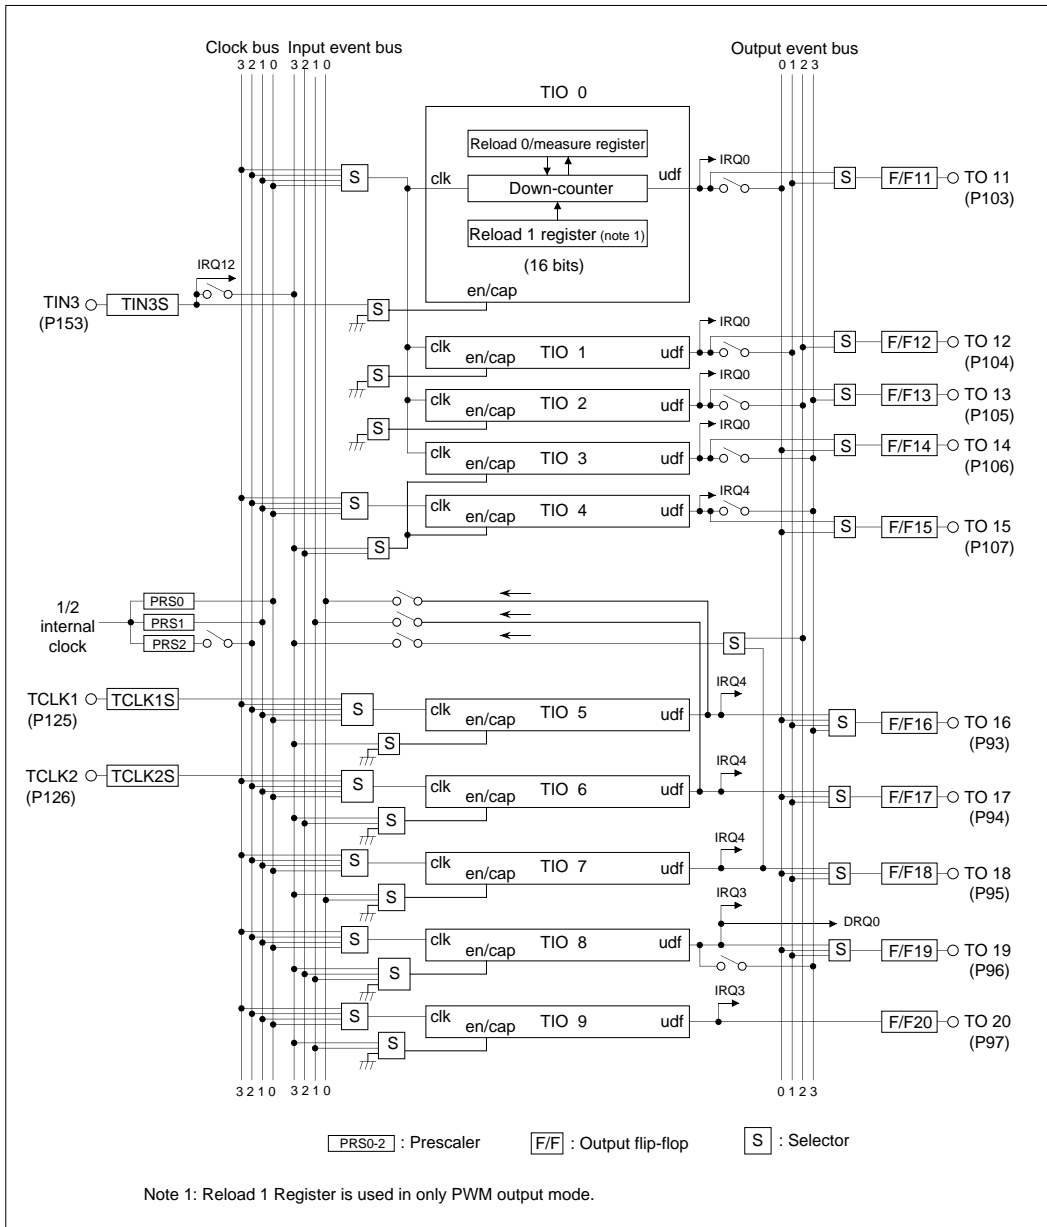 Clock bus Input event bus Output event bus
3 2 1 0 3 2 1 0 0 1 2 3
TIO 0
Reload 0/measure register
IRQ0
S clk Down-counter udf S F/F11 TO 11
(P103)
Reload 1 register (note 1)
(16 bits)
IRQ12
en/cap
TIN3 TIN3S S
(P153)
IRQ0
clk TIO 1 udf S F/F12 TO 12
en/cap (P104)
S IRQ0
clk TIO 2 udf S F/F13 TO 13
en/cap (P105)
S IRQ0
clk TIO 3 udf S F/F14 TO 14
en/cap (P106)
IRQ4
S clk TIO 4 udf
en/cap S F/F15 TO 15
(P107)
S
PRS0
1/2
internal
clock
PRS1
PRS2 S
IRQ4
TCLK1 TCLK1S
(P125)
S clk TIO 5 udf S F/F16 TO 16
en/cap (P93)
S
IRQ4
TCLK2 TCLK2S
(P126)
S clk TIO 6 udf S F/F17 TO 17
en/cap (P94)
S
IRQ4
S clk TIO 7 udf S F/F18 TO 18
en/cap (P95)
S
IRQ3
DRQ0
S clk TIO 8 udf S F/F19 TO 19
en/cap (P96)
S
IRQ3
S clk TIO 9 udf F/F20 TO 20
en/cap (P97)
S
3 2 1 0 3 2 1 0 0 1 2 3
PRS0-2 : Prescaler F/F : Output flip-flop S : Selector
Note 1: Reload 1 Register is used in only PWM output mode.